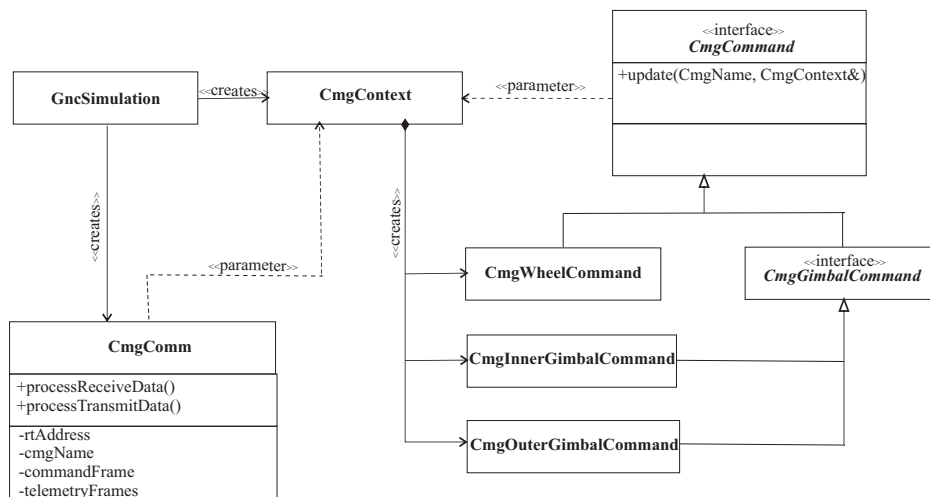 <<interface>>
CmgCommand
+update(CmgName, CmgContext&)
GncSimulation
<<creates>>
CmgContext
<<parameter>>
<<creates>>
<<creates>>
<<parameter>>
CmgWheelCommand
<<interface>>
CmgGimbalCommand
CmgComm
+processReceiveData()
+processTransmitData()
-rtAddress
-cmgName
-commandFrame
-telemetryFrames
CmgInnerGimbalCommand
CmgOuterGimbalCommand